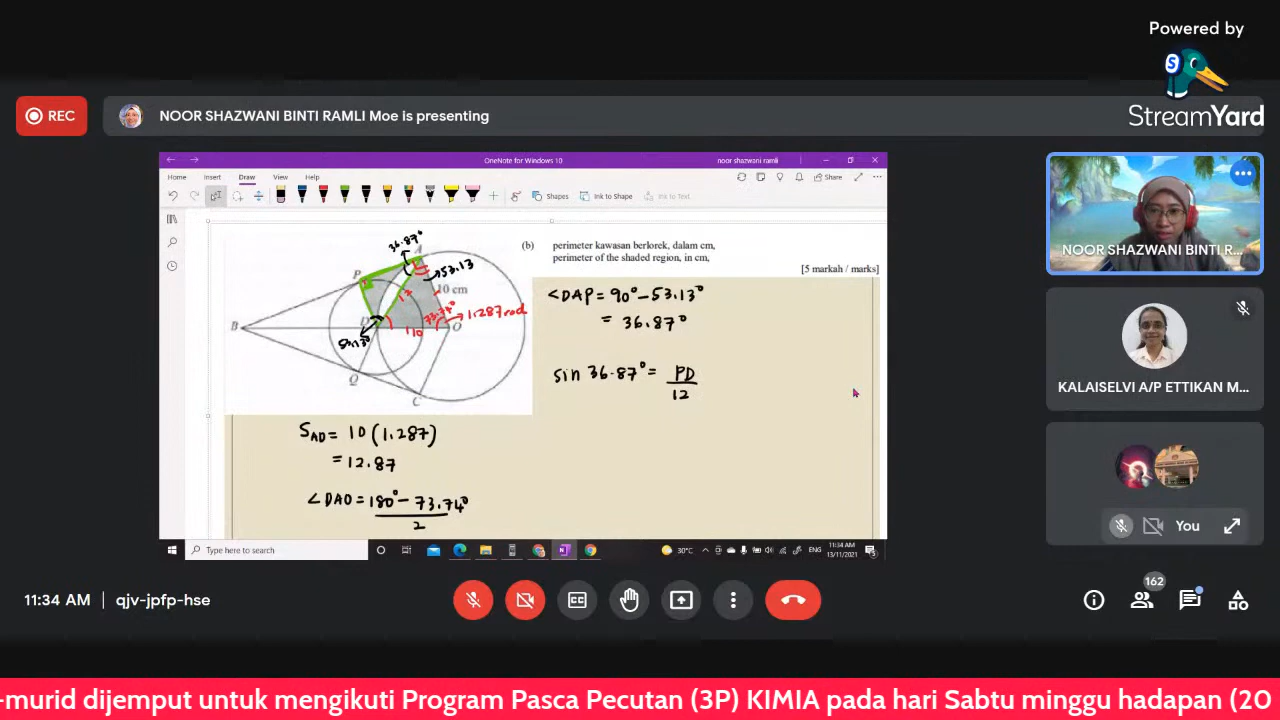 Powered by
StreamYard
REC
NOOR SHAZWANI BINTI RAMLI Moe is presenting
OneNote for Windows 10
noor shazwani ramli
Home Insert Draw View Help
Share
Shapes
Ink to Shape
Ink to Text
36.87°
A
53.13
P
10 cm
12
73.74°
1.287 rad
B
D
10
O
53.13°
Q
C
(b) perimeter kawasan berlorek, dalam cm,
perimeter of the shaded region, in cm,
[5 markah / marks]
∠DAP = 90° - 53.13°
= 36.87°
sin 36.87° = PD
12
SAD = 10 (1.287)
= 12.87
∠DAO = 180° - 73.74°
2
Type here to search
30°C
ENG
11:34 AM
13/11/2021
NOOR SHAZWANI BINTI R...
KALAISELVI A/P ETTIKAN M...
You
11:34 AM | qjv-jpfp-hse
162
-murid dijemput untuk mengikuti Program Pasca Pecutan (3P) KIMIA pada hari Sabtu minggu hadapan (20